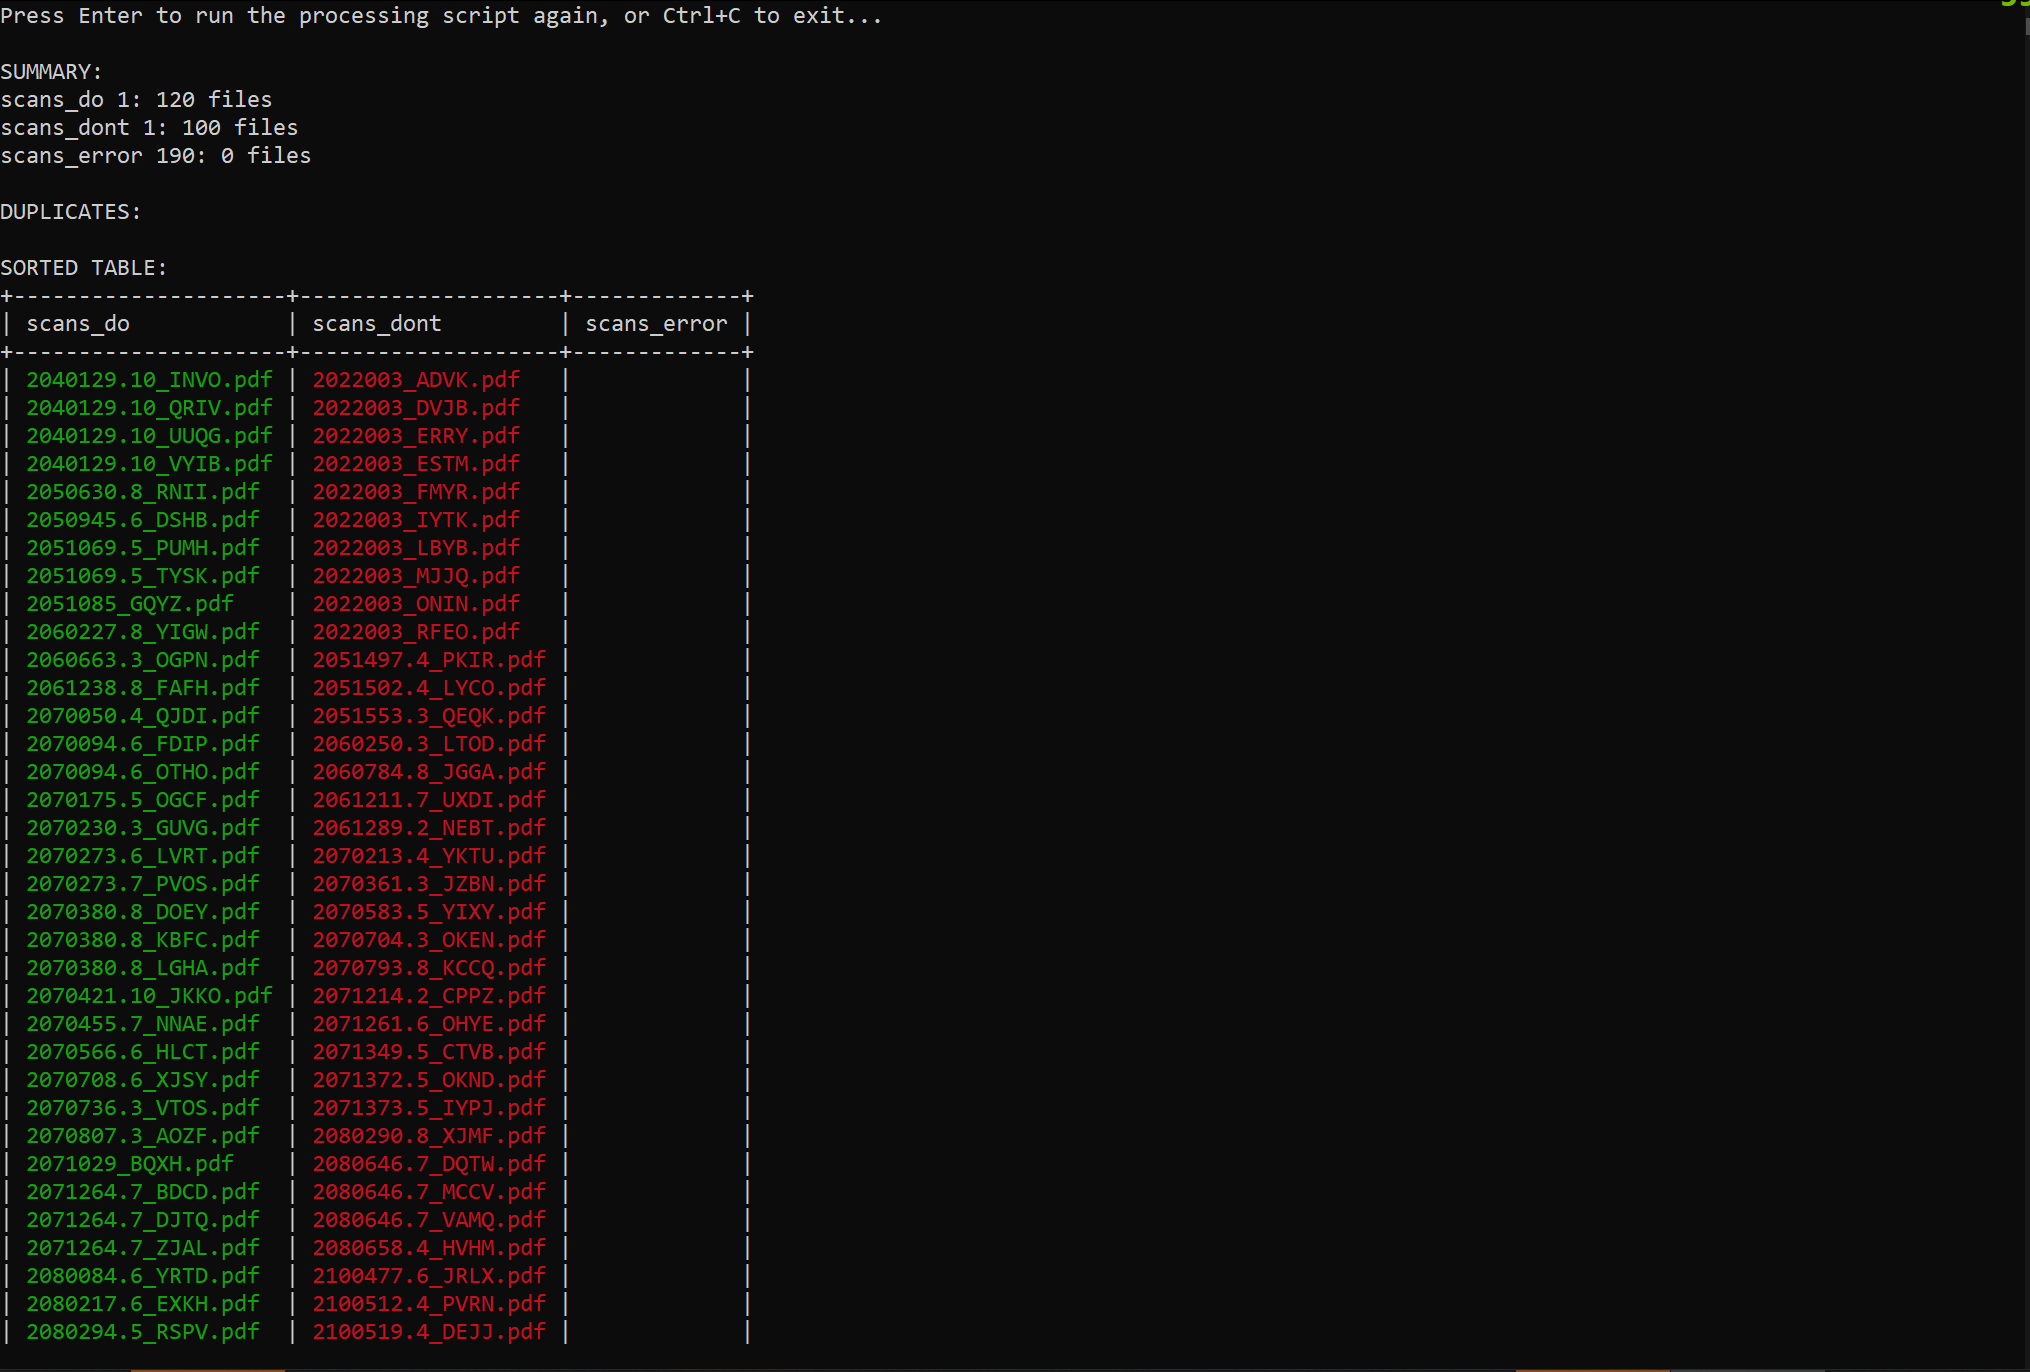 Press Enter to run the processing script again, or Ctrl+C to exit...
SUMMARY:
scans_do 1: 120 files
scans_dont 1: 100 files
scans_error 190: 0 files
DUPLICATES:
SORTED TABLE:
+---------------------+--------------------+-------------+
| scans_do            | scans_dont         | scans_error |
+---------------------+--------------------+-------------+
| 2040129.10_INVO.pdf | 2022003_ADVK.pdf   |             |
| 2040129.10_QRIV.pdf | 2022003_DVJB.pdf   |             |
| 2040129.10_UUQG.pdf | 2022003_ERRY.pdf   |             |
| 2040129.10_VYIB.pdf | 2022003_ESTM.pdf   |             |
| 2050630.8_RNII.pdf  | 2022003_FMYR.pdf   |             |
| 2050945.6_DSHB.pdf  | 2022003_IYTK.pdf   |             |
| 2051069.5_PUMH.pdf  | 2022003_LBYB.pdf   |             |
| 2051069.5_TYSK.pdf  | 2022003_MJJQ.pdf   |             |
| 2051085_GQYZ.pdf    | 2022003_ONIN.pdf   |             |
| 2060227.8_YIGW.pdf  | 2022003_RFEO.pdf   |             |
| 2060663.3_OGPN.pdf  | 2051497.4_PKIR.pdf |             |
| 2061238.8_FAFH.pdf  | 2051502.4_LYCO.pdf |             |
| 2070050.4_QJDI.pdf  | 2051553.3_QEQK.pdf |             |
| 2070094.6_FDIP.pdf  | 2060250.3_LTOD.pdf |             |
| 2070094.6_OTHO.pdf  | 2060784.8_JGGA.pdf |             |
| 2070175.5_OGCF.pdf  | 2061211.7_UXDI.pdf |             |
| 2070230.3_GUVG.pdf  | 2061289.2_NEBT.pdf |             |
| 2070273.6_LVRT.pdf  | 2070213.4_YKTU.pdf |             |
| 2070273.7_PVOS.pdf  | 2070361.3_JZBN.pdf |             |
| 2070380.8_DOEY.pdf  | 2070583.5_YIXY.pdf |             |
| 2070380.8_KBFC.pdf  | 2070704.3_OKEN.pdf |             |
| 2070380.8_LGHA.pdf  | 2070793.8_KCCQ.pdf |             |
| 2070421.10_JKKO.pdf | 2071214.2_CPPZ.pdf |             |
| 2070455.7_NNAE.pdf  | 2071261.6_OHYE.pdf |             |
| 2070566.6_HLCT.pdf  | 2071349.5_CTVB.pdf |             |
| 2070708.6_XJSY.pdf  | 2071372.5_OKND.pdf |             |
| 2070736.3_VTOS.pdf  | 2071373.5_IYPJ.pdf |             |
| 2070807.3_AOZF.pdf  | 2080290.8_XJMF.pdf |             |
| 2071029_BQXH.pdf    | 2080646.7_DQTW.pdf |             |
| 2071264.7_BDCD.pdf  | 2080646.7_MCCV.pdf |             |
| 2071264.7_DJTQ.pdf  | 2080646.7_VAMQ.pdf |             |
| 2071264.7_ZJAL.pdf  | 2080658.4_HVHM.pdf |             |
| 2080084.6_YRTD.pdf  | 2100477.6_JRLX.pdf |             |
| 2080217.6_EXKH.pdf  | 2100512.4_PVRN.pdf |             |
| 2080294.5_RSPV.pdf  | 2100519.4_DEJJ.pdf |             |